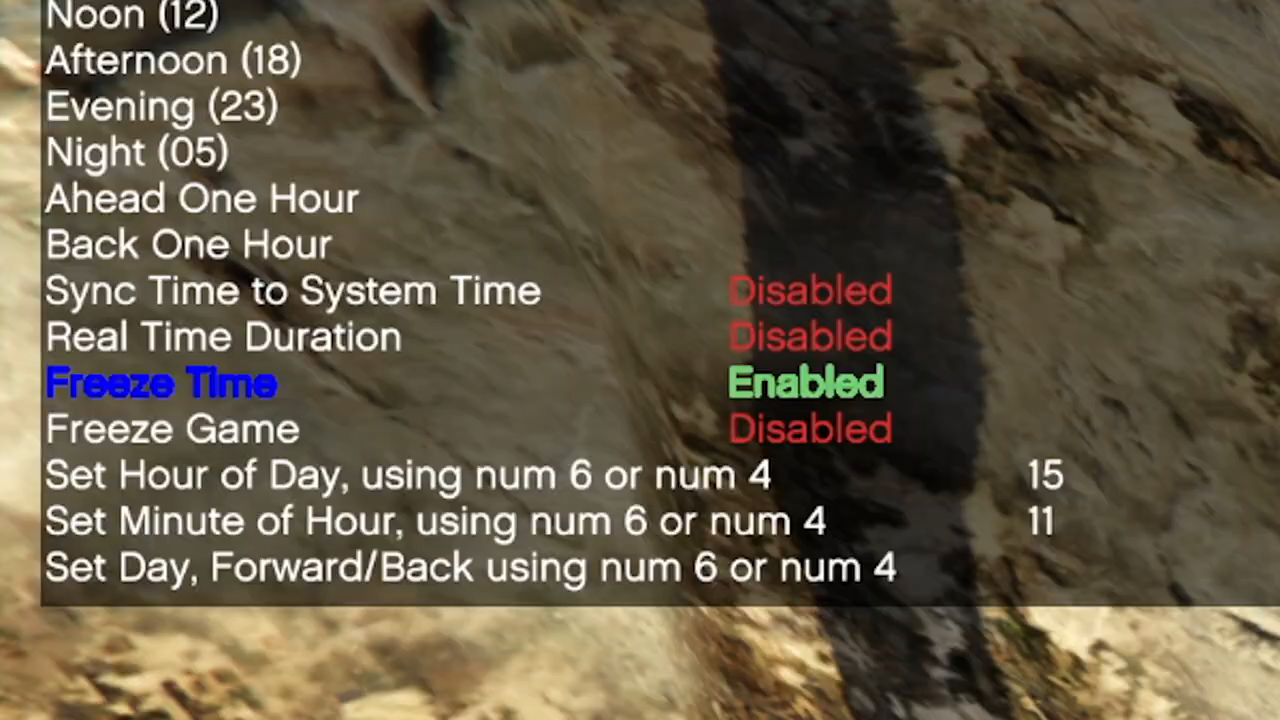 Noon (12)
Afternoon (18)
Evening (23)
Night (05)
Ahead One Hour
Back One Hour
Sync Time to System Time Disabled
Real Time Duration Disabled
Freeze Time Enabled
Freeze Game Disabled
Set Hour of Day, using num 6 or num 4 15
Set Minute of Hour, using num 6 or num 4 11
Set Day, Forward/Back using num 6 or num 4